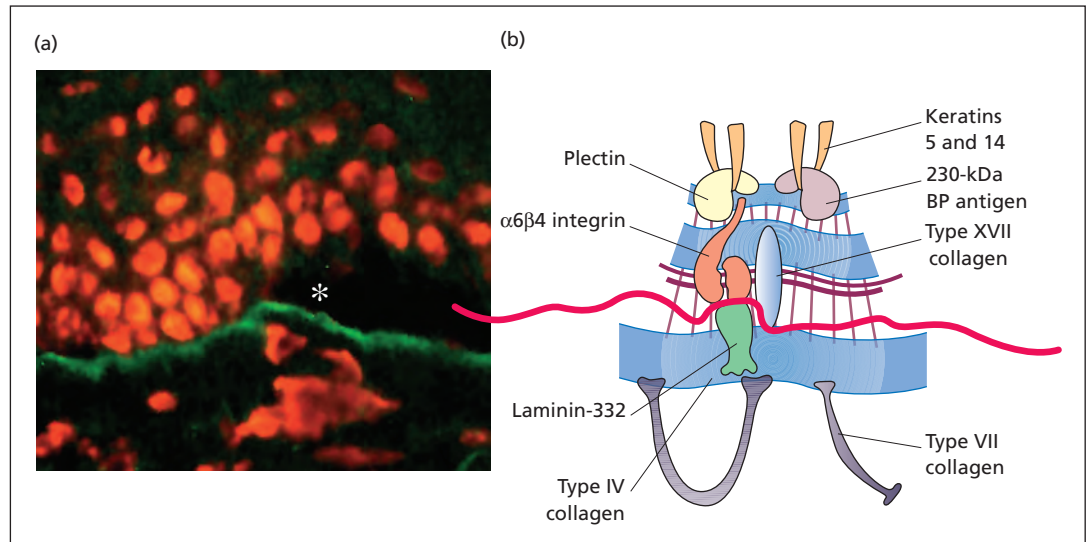 (a)
(b)
*
Plectin
α6β4 integrin
Laminin-332
Type IV
collagen
Keratins
5 and 14
230-kDa
BP antigen
Type XVII
collagen
Type VII
collagen